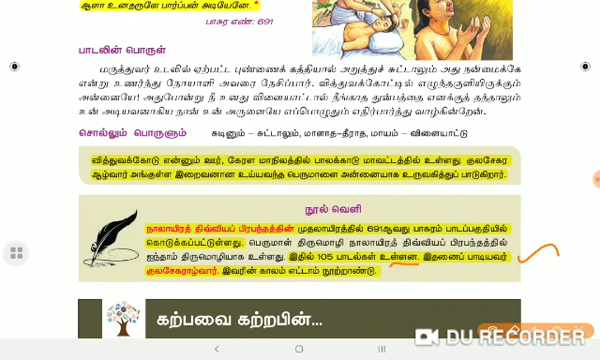 ஆளா உனதருளே பார்ப்பன் அடியேனே. *
பாசுர எண்: 691
பாடலின் பொருள்
மருத்துவர் உடலில் ஏற்பட்ட புண்ணைக் கத்தியால் அறுத்துச் சுட்டாலும் அது நன்மைக்கே
என்று உணர்ந்து நோயாளி அவரை நேசிப்பார். வித்துவக்கோட்டில் எழுந்தருளியிருக்கும்
அன்னையே! அதுபோன்று நீ உனது விளையாட்டால் நீங்காத துன்பத்தை எனக்குத் தந்தாலும்
உன் அடியவனாகிய நான் உன் அருளையே எப்பொழுதும் எதிர்பார்த்து வாழ்கின்றேன்.
சொல்லும் பொருளும் சுடினும் – சுட்டாலும், மாளாத–தீராத, மாயம் – விளையாட்டு
வித்துவக்கோடு என்னும் ஊர், கேரள மாநிலத்தில் பாலக்காடு மாவட்டத்தில் உள்ளது. குலசேகர
ஆழ்வார் அங்குள்ள இறைவனான உய்யவந்த பெருமாளை அன்னையாக உருவகித்துப் பாடுகிறார்.
நூல் வெளி
நாலாயிரத் திவ்வியப் பிரபந்தத்தின் முதலாயிரத்தில் 691ஆவது பாசுரம் பாடப்பகுதியில்
கொடுக்கப்பட்டுள்ளது. பெருமாள் திருமொழி நாலாயிரத் திவ்வியப் பிரபந்தத்தில்
ஐந்தாம் திருமொழியாக உள்ளது. இதில் 105 பாடல்கள் உள்ளன. இதனைப் பாடியவர்
குலசேகராழ்வார். இவரின் காலம் எட்டாம் நூற்றாண்டு.
கற்பவை கற்றபின்...
DU RECORDER